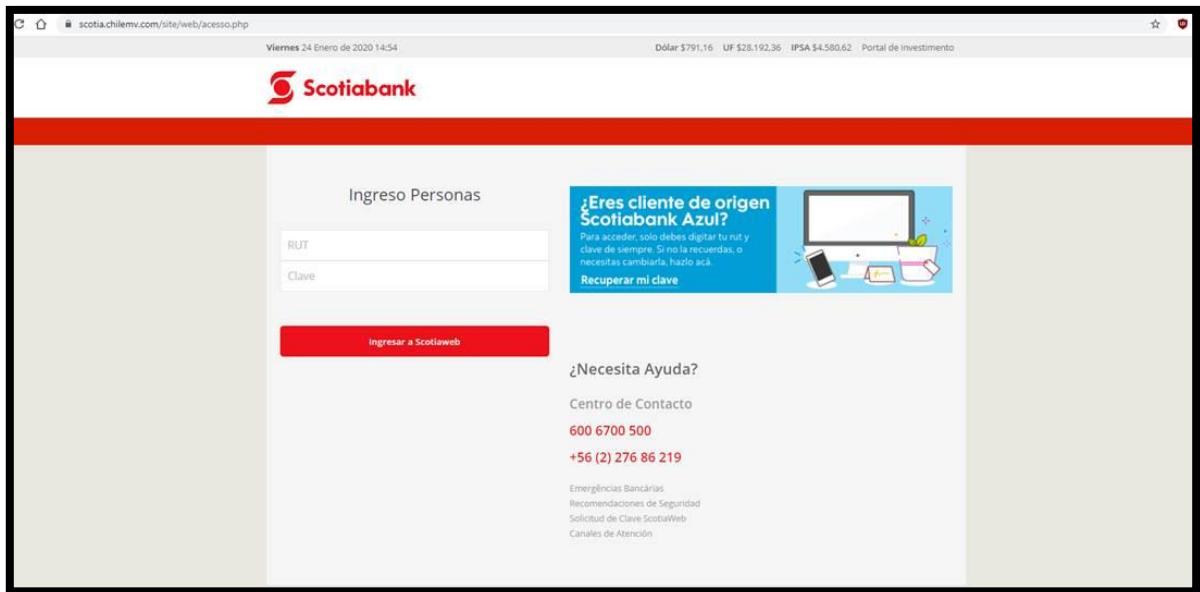 scotia.chilemv.com/site/web/acesso.php
Viernes 24 Enero de 2020 14:54
Dólar $791,16 UF $28.192,36 IPSA $4.580,62 Portal de Investimento
Scotiabank
Ingreso Personas
RUT
Clave
Ingresar a Scotiaweb
¿Eres cliente de origen
Scotiabank Azul?
Para acceder, solo debes digitar tu rut y
clave de siempre. Si no la recuerdas, o
necesitas cambiarla, hazlo acá.
Recuperar mi clave
¿Necesita Ayuda?
Centro de Contacto
600 6700 500
+56 (2) 276 86 219
Emergências Bancárias
Recomendaciones de Seguridad
Solicitud de Clave ScotiaWeb
Canales de Atención